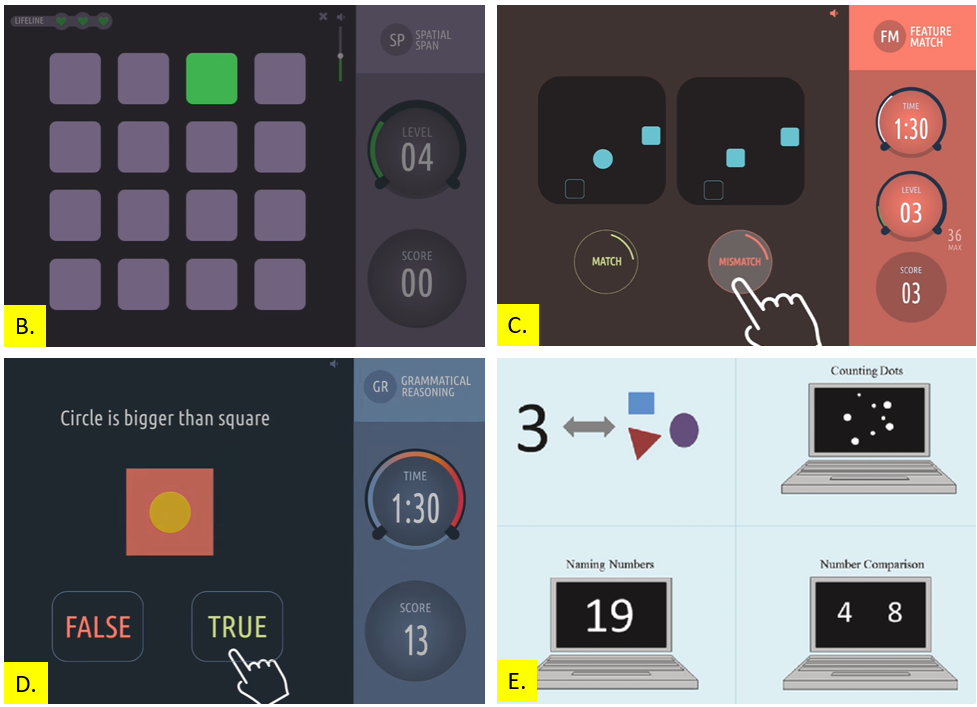 LIFELINE
SP
SPATIAL
SPAN
LEVEL
04
SCORE
00
B.
FM
FEATURE
MATCH
TIME
1:30
LEVEL
03
36
MAX
SCORE
03
MATCH
MISMATCH
C.
GR
GRAMMATICAL
REASONING
Circle is bigger than square
TIME
1:30
FALSE
TRUE
SCORE
13
D.
3
Counting Dots
Naming Numbers
19
Number Comparison
4 8
E.